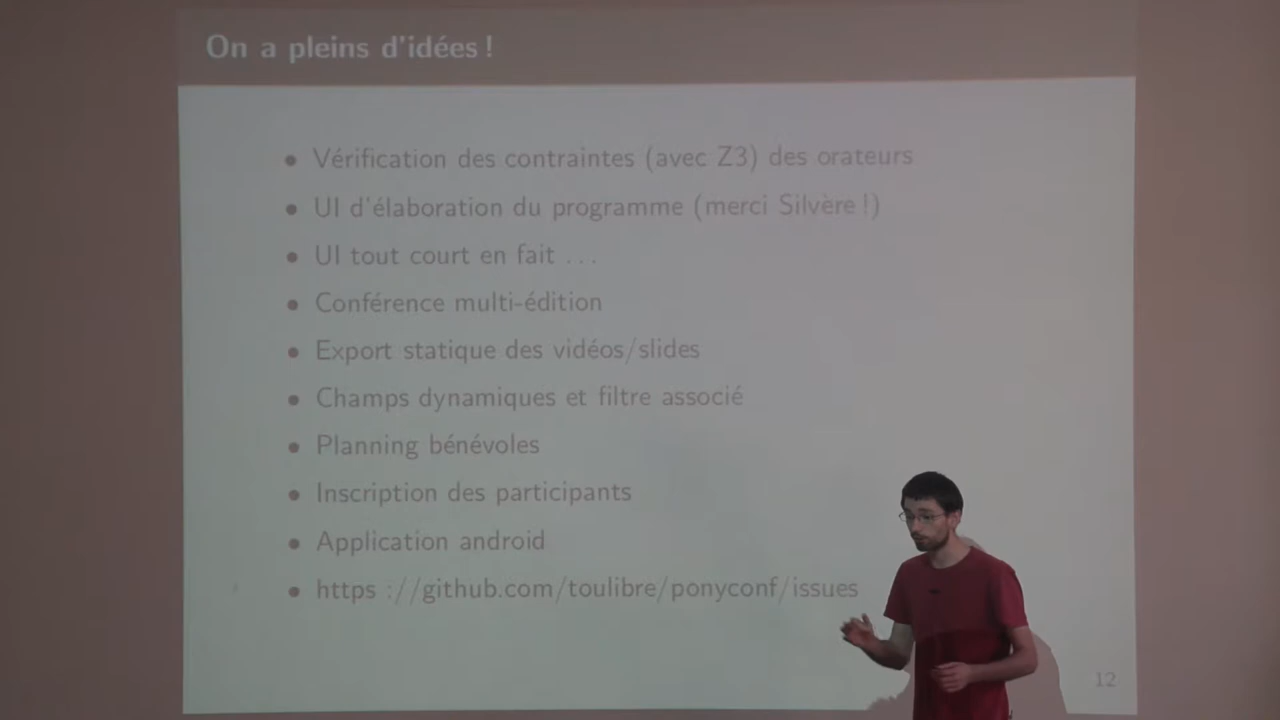 On a pleins d'idées !
• Vérification des contraintes (avec Z3) des orateurs
• UI d'élaboration du programme (merci Silvère !)
• UI tout court en fait ...
• Conférence multi-édition
• Export statique des vidéos/slides
• Champs dynamiques et filtre associé
• Planning bénévoles
• Inscription des participants
• Application android
• https ://github.com/toulibre/ponyconf/issues
12